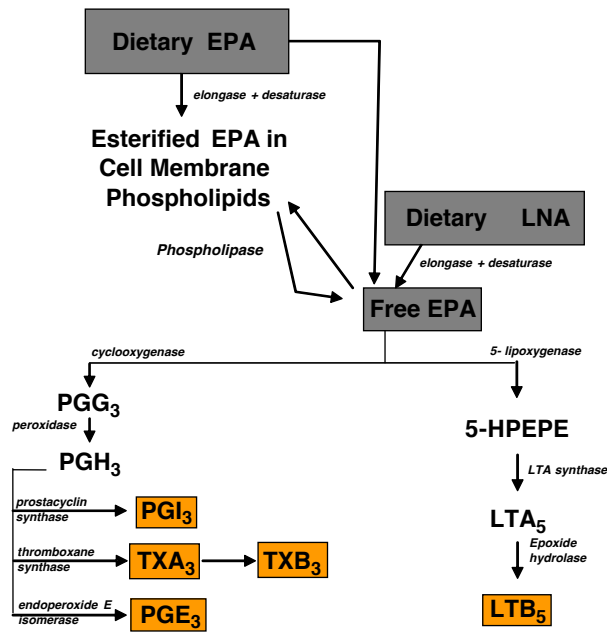 Dietary EPA
elongase + desaturase
Esterified EPA in
Cell Membrane
Phospholipids
Dietary LNA
Phospholipase
elongase + desaturase
Free EPA
cyclooxygenase
5- lipoxygenase
PGG3
peroxidase
PGH3
5-HPEPE
LTA synthase
prostacyclin
synthase
PGI3
LTA5
thromboxane
synthase
TXA3
TXB3
Epoxide
hydrolase
endoperoxide E
isomerase
PGE3
LTB5